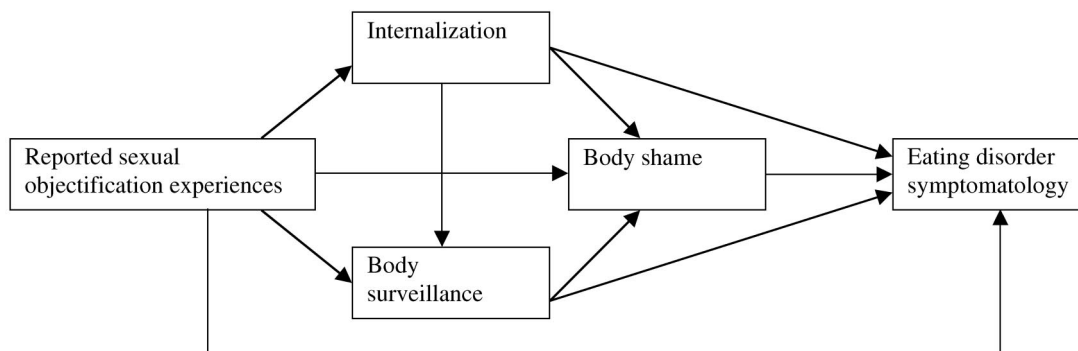 Internalization
Reported sexual
objectification experiences
Body shame
Eating disorder
symptomatology
Body
surveillance